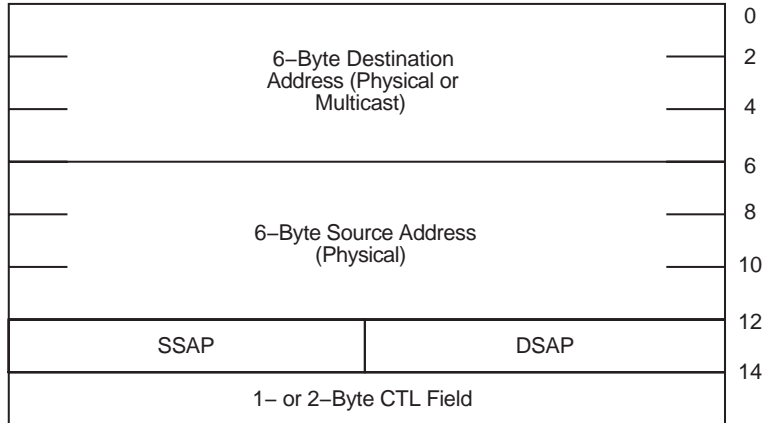 0
6−Byte Destination
Address (Physical or
Multicast)
2
4
6
6−Byte Source Address
(Physical)
8
10
12
SSAP DSAP
14
1− or 2−Byte CTL Field